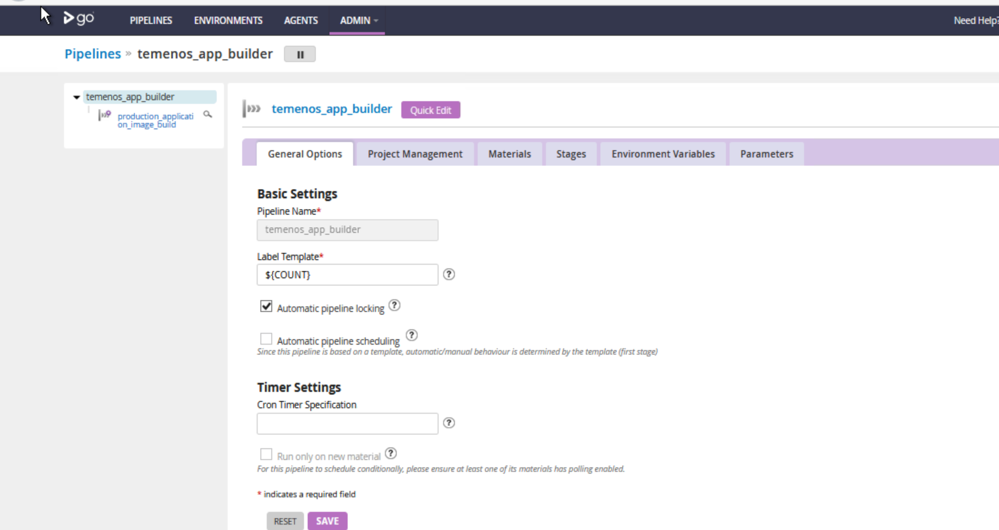 go PIPELINES ENVIRONMENTS AGENTS ADMIN Need Help?
Pipelines » temenos_app_builder
temenos_app_builder
production_applicati
on_image_build
temenos_app_builder Quick Edit
General Options Project Management Materials Stages Environment Variables Parameters
Basic Settings
Pipeline Name*
temenos_app_builder
Label Template*
${COUNT} ?
Automatic pipeline locking ?
Automatic pipeline scheduling ?
Since this pipeline is based on a template, automatic/manual behaviour is determined by the template (first stage)
Timer Settings
Cron Timer Specification
?
Run only on new material ?
For this pipeline to schedule conditionally, please ensure at least one of its materials has polling enabled.
* indicates a required field
RESET SAVE